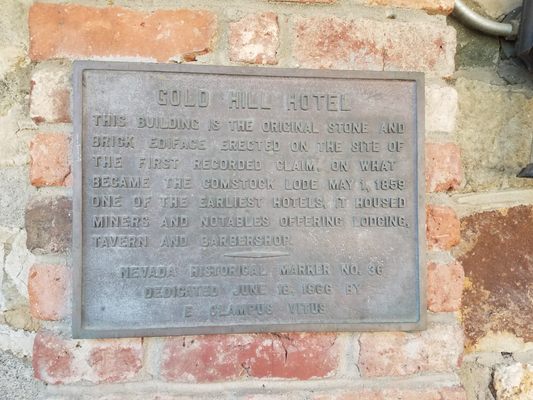 GOLD HILL HOTEL
THIS BUILDING IS THE ORIGINAL STONE AND
BRICK EDIFACE ERECTED ON THE SITE OF
THE FIRST RECORDED CLAIM, ON WHAT
BECAME THE COMSTOCK LODE MAY 1, 1859
ONE OF THE EARLIEST HOTELS, IT HOUSED
MINERS AND NOTABLES OFFERING LODGING,
TAVERN AND BARBERSHOP.
NEVADA HISTORICAL MARKER NO. 36
DEDICATED JUNE BY
E CLAMPUS VITUS